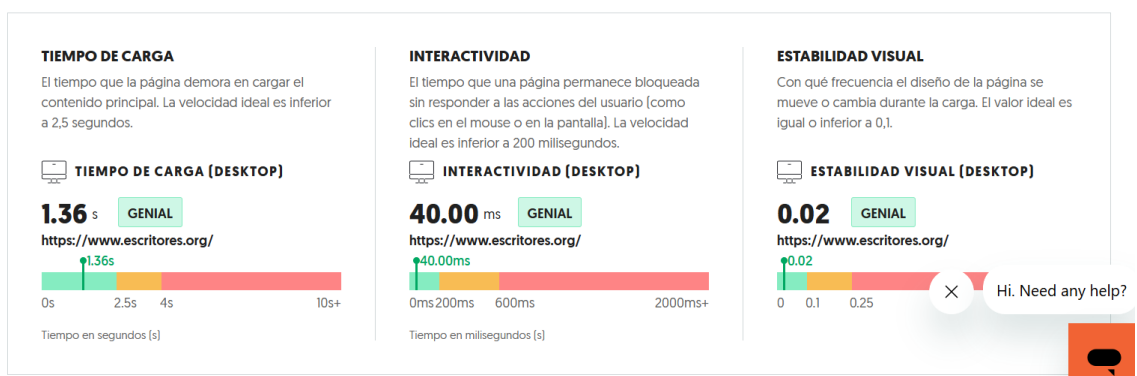 TIEMPO DE CARGA
El tiempo que la página demora en cargar el
contenido principal. La velocidad ideal es inferior
a 2,5 segundos.
TIEMPO DE CARGA (DESKTOP)
1.36 s GENIAL
https://www.escritores.org/
1.36s
0s 2.5s 4s 10s+
Tiempo en segundos (s)
INTERACTIVIDAD
El tiempo que una página permanece bloqueada
sin responder a las acciones del usuario (como
clics en el mouse o en la pantalla). La velocidad
ideal es inferior a 200 milisegundos.
INTERACTIVIDAD (DESKTOP)
40.00 ms GENIAL
https://www.escritores.org/
40.00ms
0ms 200ms 600ms 2000ms+
Tiempo en milisegundos (s)
ESTABILIDAD VISUAL
Con qué frecuencia el diseño de la página se
mueve o cambia durante la carga. El valor ideal es
igual o inferior a 0,1.
ESTABILIDAD VISUAL (DESKTOP)
0.02 GENIAL
https://www.escritores.org/
0.02
0 0.1 0.25
Hi. Need any help?